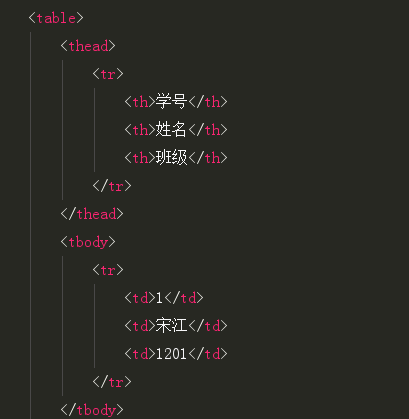 <table>
<thead>
<tr>
<th>学号</th>
<th>姓名</th>
<th>班级</th>
</tr>
</thead>
<tbody>
<tr>
<td>1</td>
<td>宋江</td>
<td>1201</td>
</tr>
</tbody>